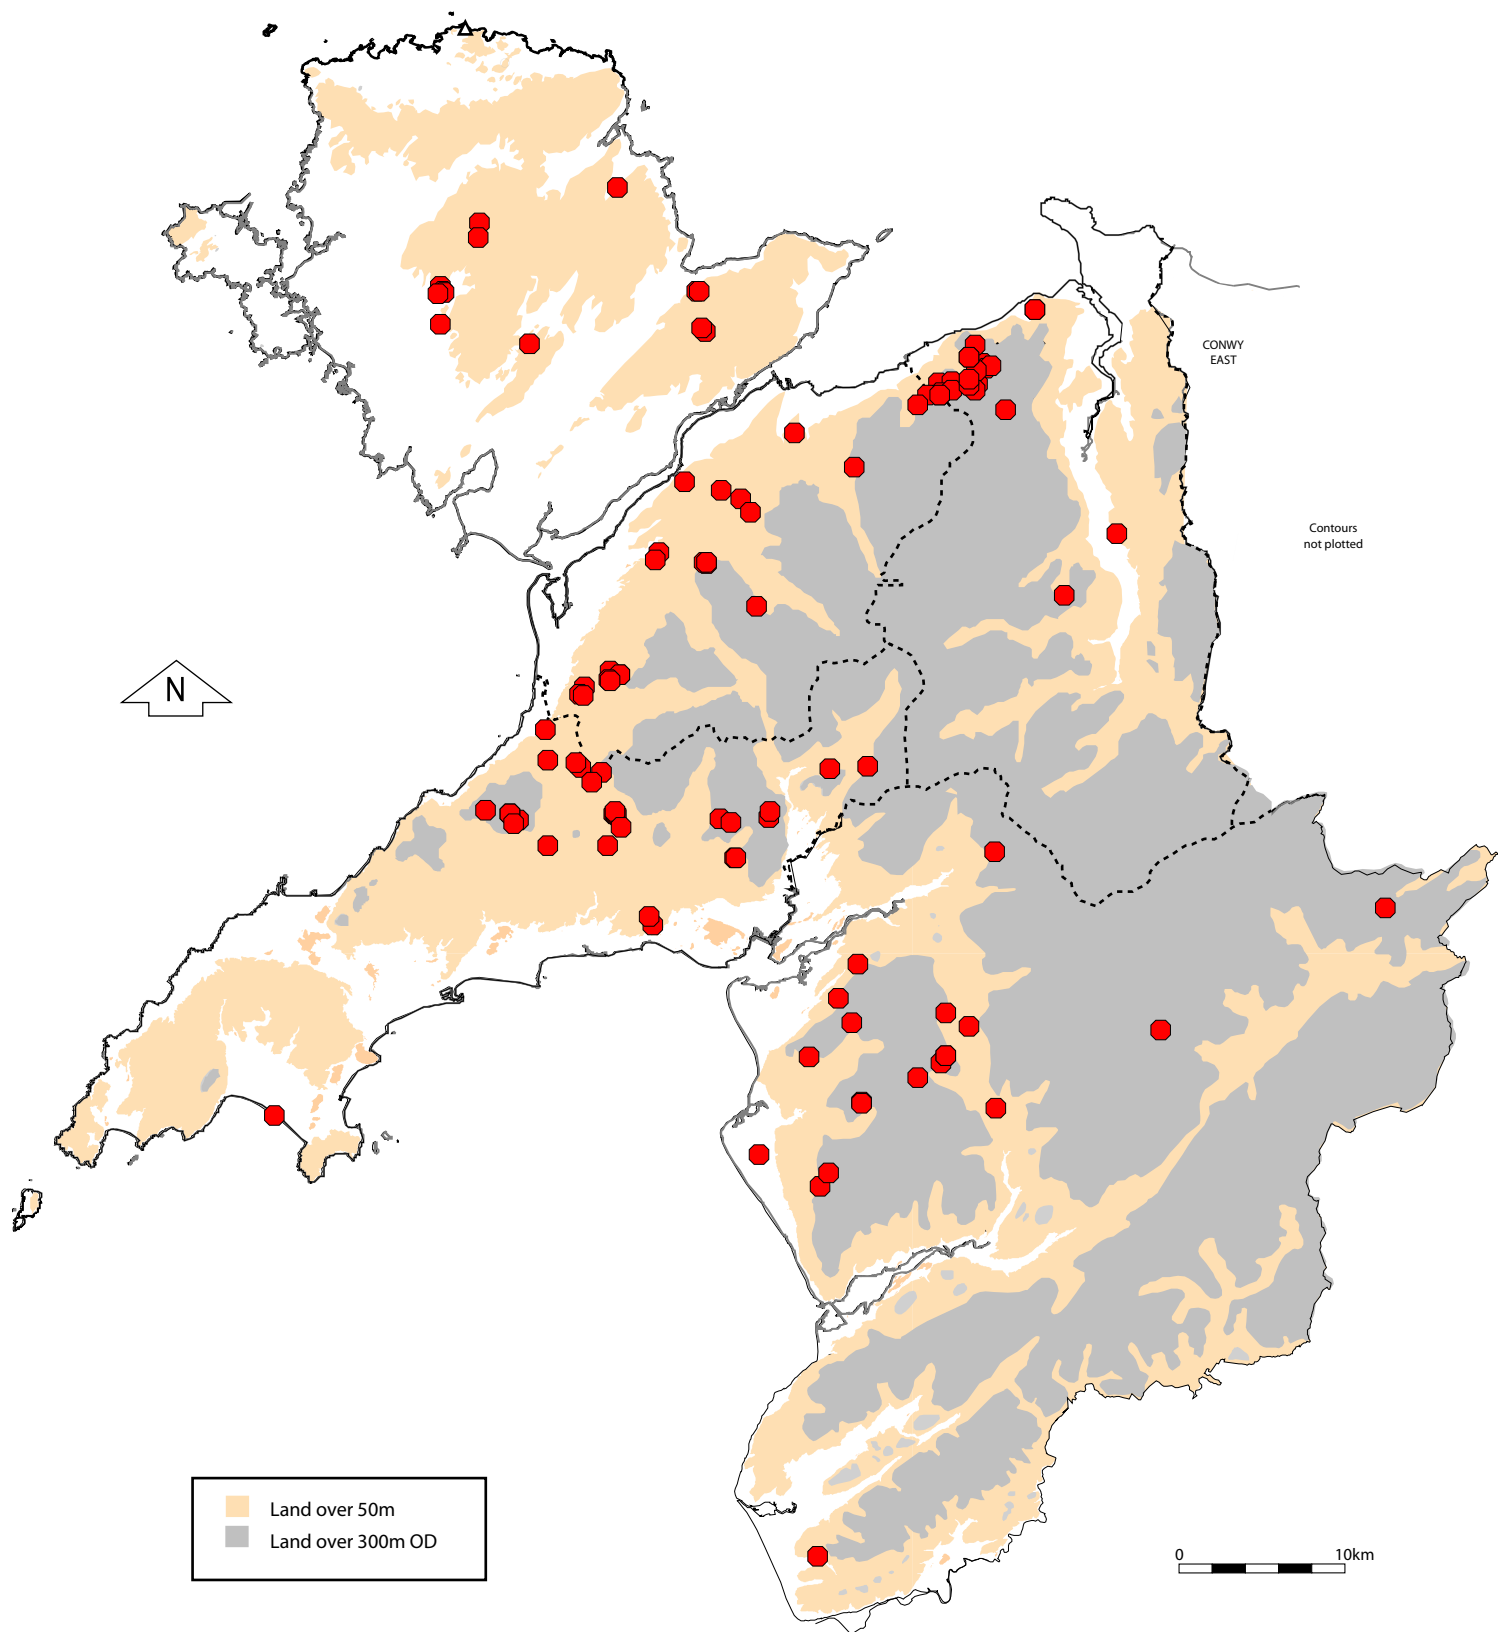 CONWY
EAST
Contours
not plotted
N
Land over 50m
Land over 300m OD
0 10km